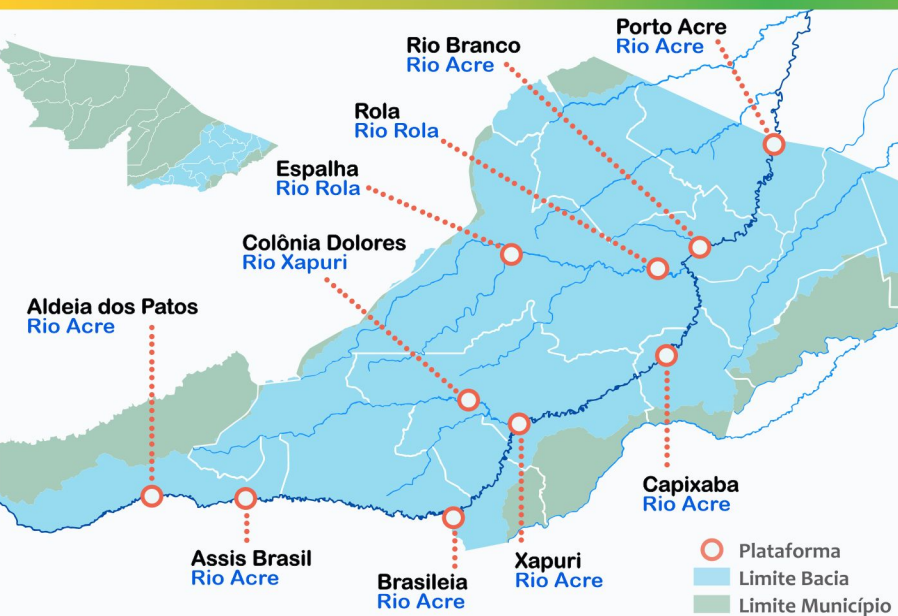 Porto Acre
Rio Acre
Rio Branco
Rio Acre
Rola
Rio Rola
Espalha
Rio Rola
Colônia Dolores
Rio Xapuri
Aldeia dos Patos
Rio Acre
Capixaba
Rio Acre
Assis Brasil
Rio Acre
Brasileia
Rio Acre
Xapuri
Rio Acre
Plataforma
Limite Bacia
Limite Município